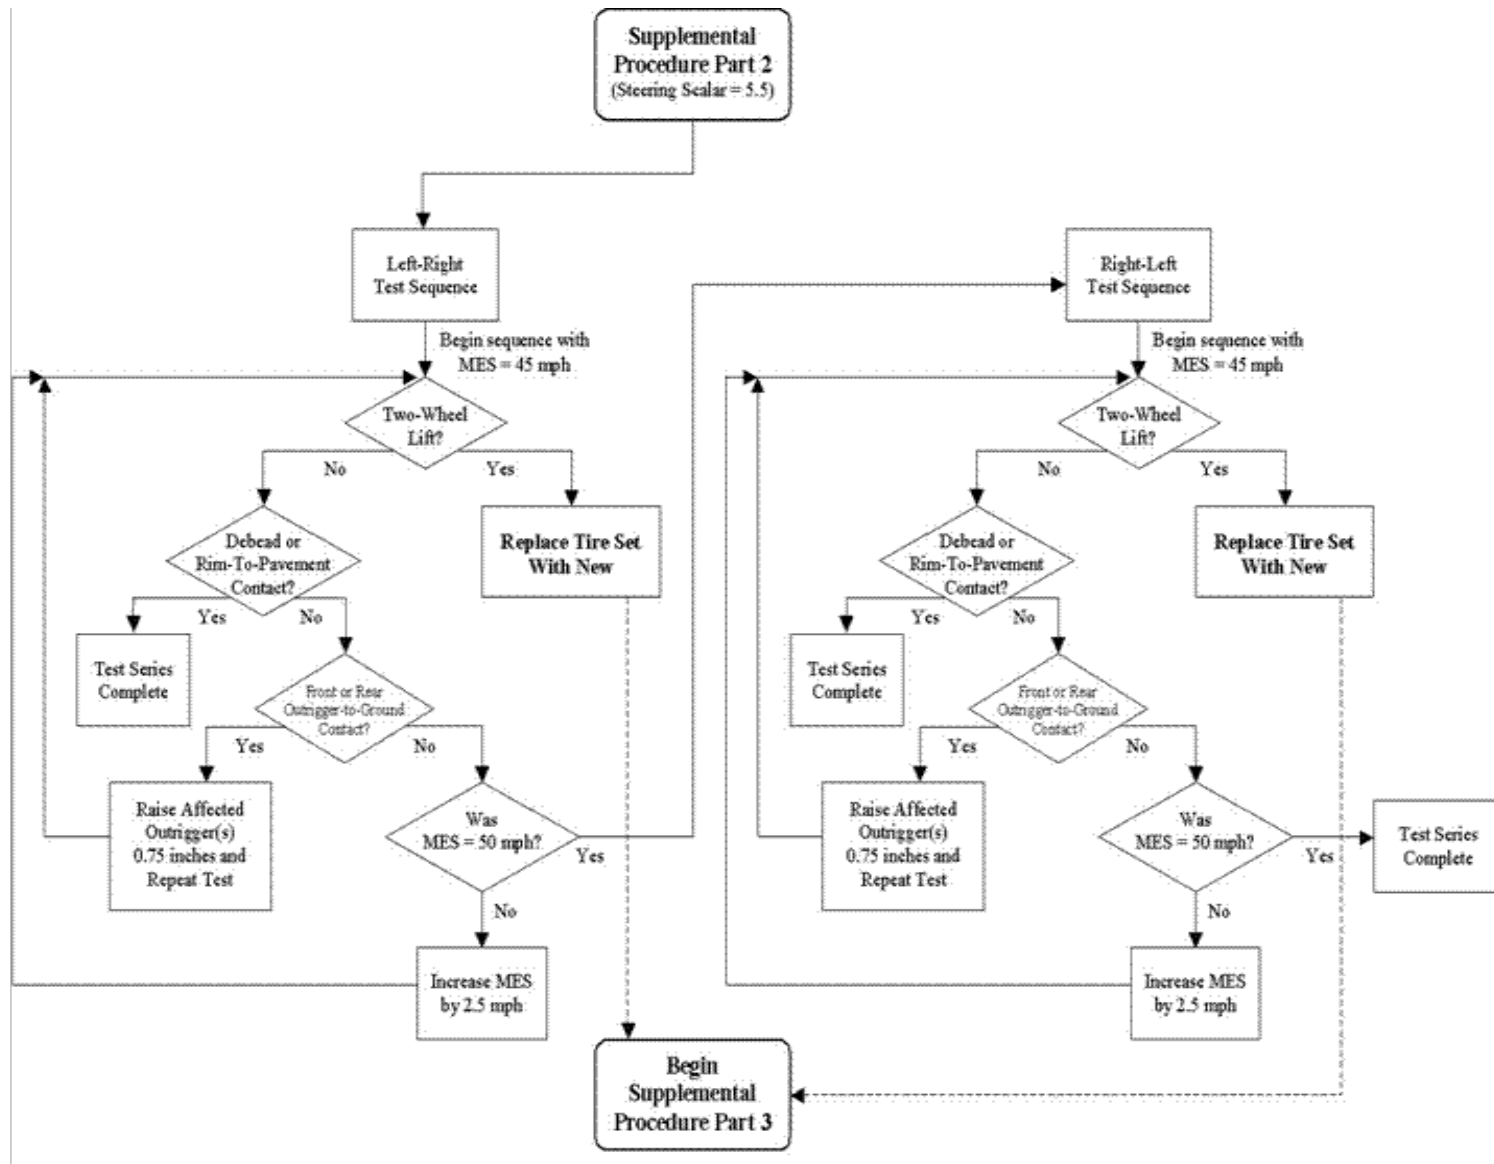 Supplemental
Procedure Part 2
(Steering Scalar = 5.5)
Left-Right
Test Sequence
Begin sequence with
MES = 45 mph
Two-Wheel
Lift?
No
Yes
Debead or
Rim-To-Pavement
Contact?
Replace Tire Set
With New
Yes
No
Test Series
Complete
Front or Rear
Outrigger-to-Ground
Contact?
Yes
No
Raise Affected
Outrigger(s)
0.75 inches and
Repeat Test
Was
MES = 50 mph?
Yes
No
Increase MES
by 2.5 mph
Right-Left
Test Sequence
Begin sequence with
MES = 45 mph
Two-Wheel
Lift?
No
Yes
Debead or
Rim-To-Pavement
Contact?
Replace Tire Set
With New
Yes
No
Test Series
Complete
Front or Rear
Outrigger-to-Ground
Contact?
Yes
No
Raise Affected
Outrigger(s)
0.75 inches and
Repeat Test
Was
MES = 50 mph?
Yes
Test Series
Complete
No
Increase MES
by 2.5 mph
Begin
Supplemental
Procedure Part 3